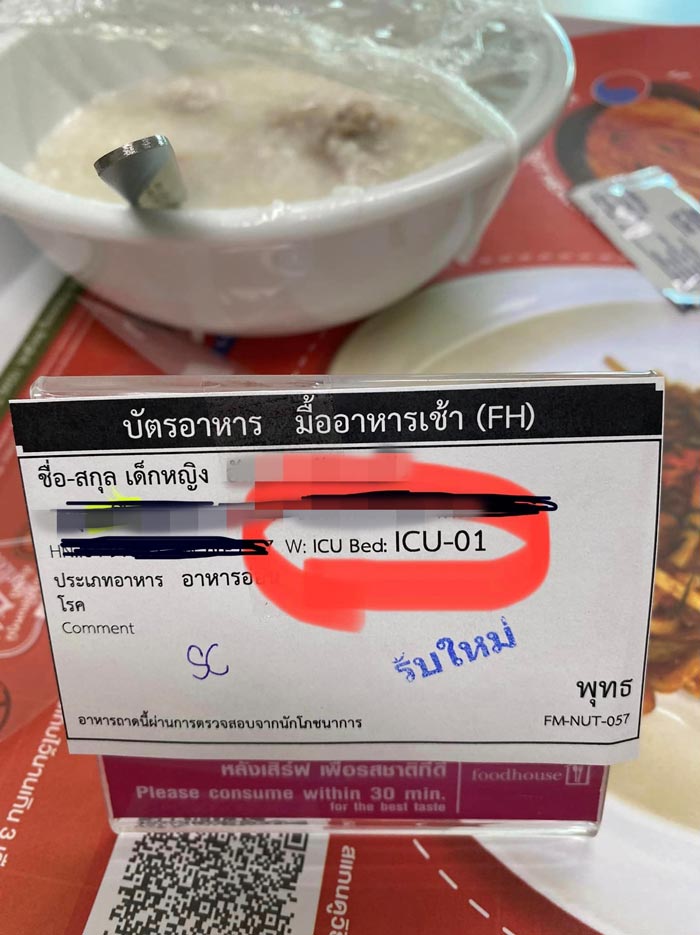 บัตรอาหาร มื้ออาหารเช้า (FH)
ชื่อ-สกุล เด็กหญิง
W: ICU Bed: ICU-01
ประเภทอาหาร
โรค
Comment
SC
รับใหม่
พุทธ
อาหารถาดนี้ผ่านการตรวจสอบจากนักโภชนาการ
FM-NUT-057
หลังเสิร์ฟ เพื่อรสชาติที่ดี
Please consume within 30 min.
for the best taste
foodhouse